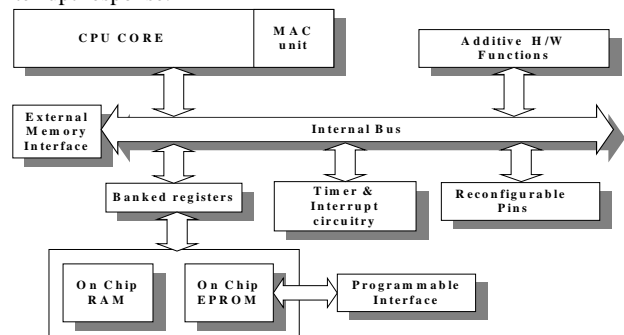 CPU CORE
MAC
unit
Additive H/W
Functions
External
Memory
Interface
Internal Bus
Banked registers
Timer &
Interrupt
circuitry
Reconfigurable
Pins
On Chip
RAM
On Chip
EPROM
Programmable
Interface